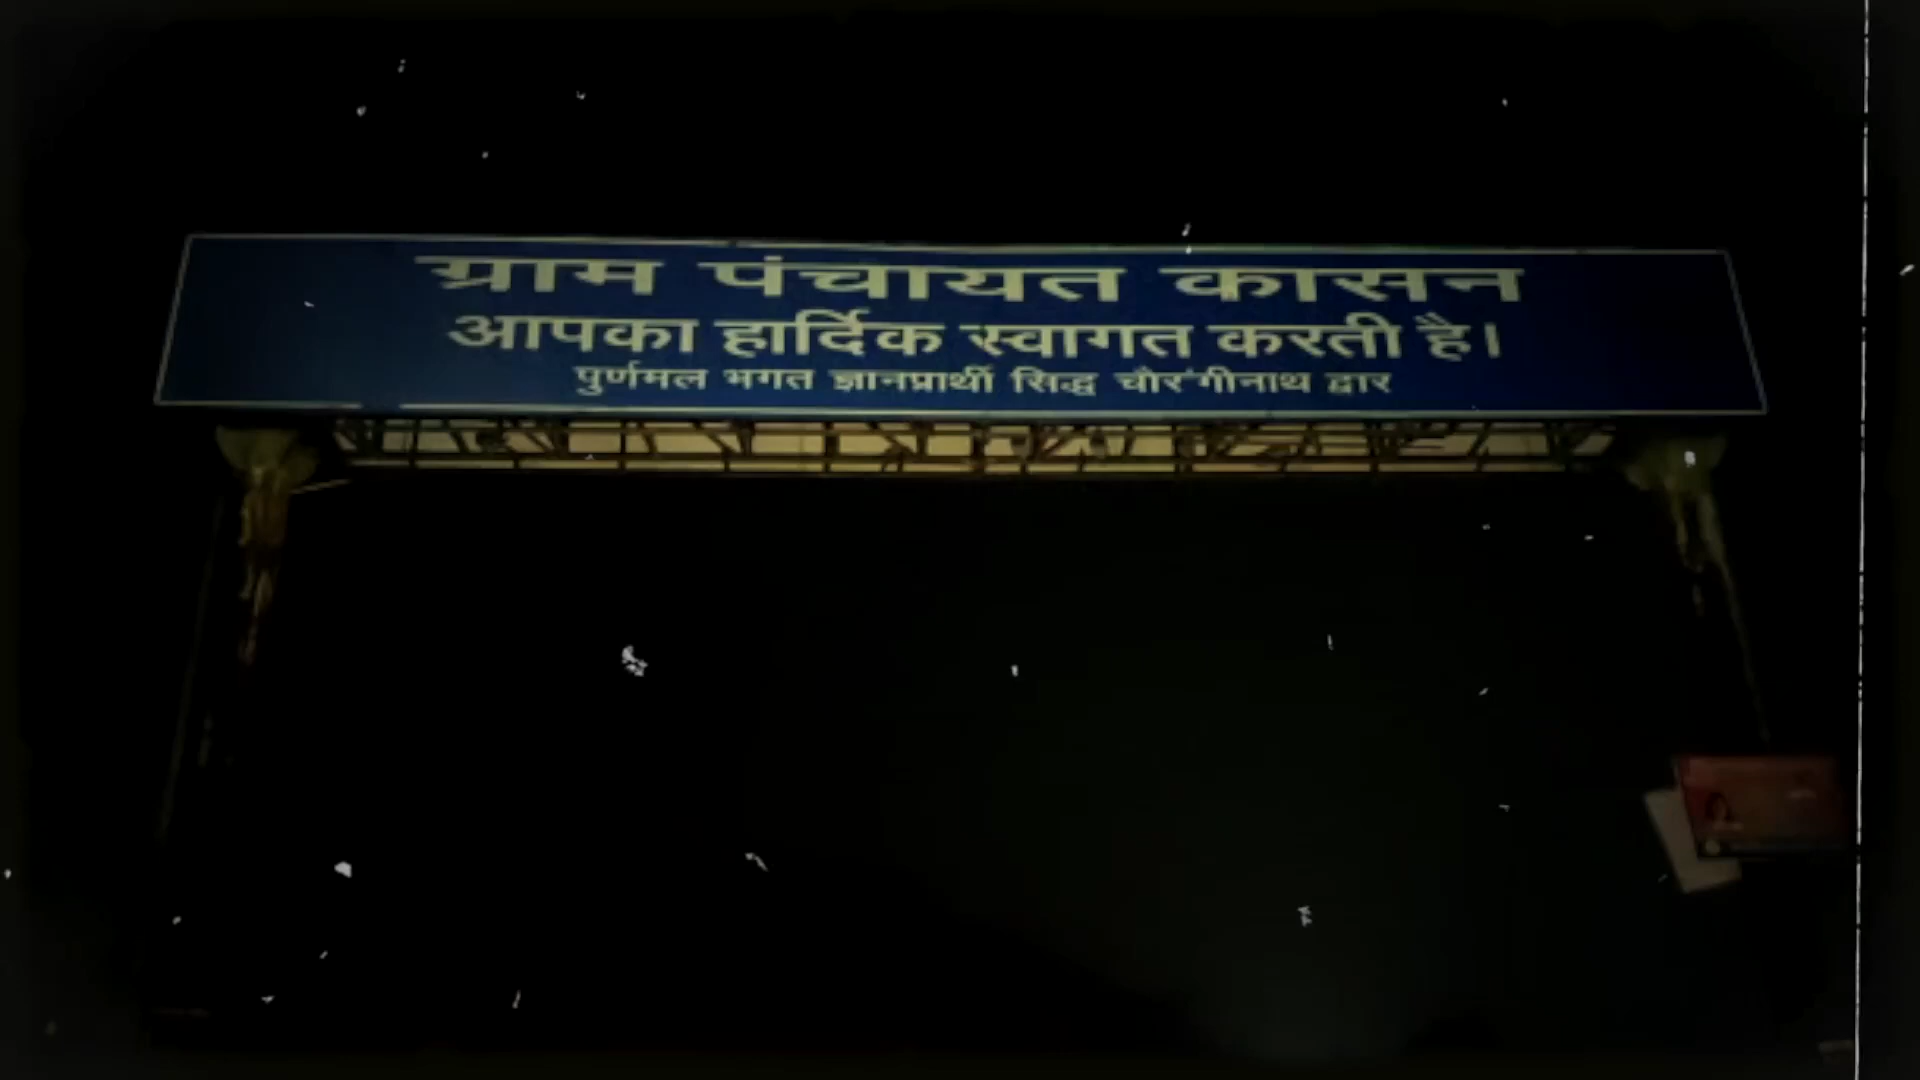 ग्राम पंचायत कासन
आपका हार्दिक स्वागत करती है।
पुर्णमल भगत ज्ञानप्रार्थी सिद्ध चौरंगीनाथ द्वार